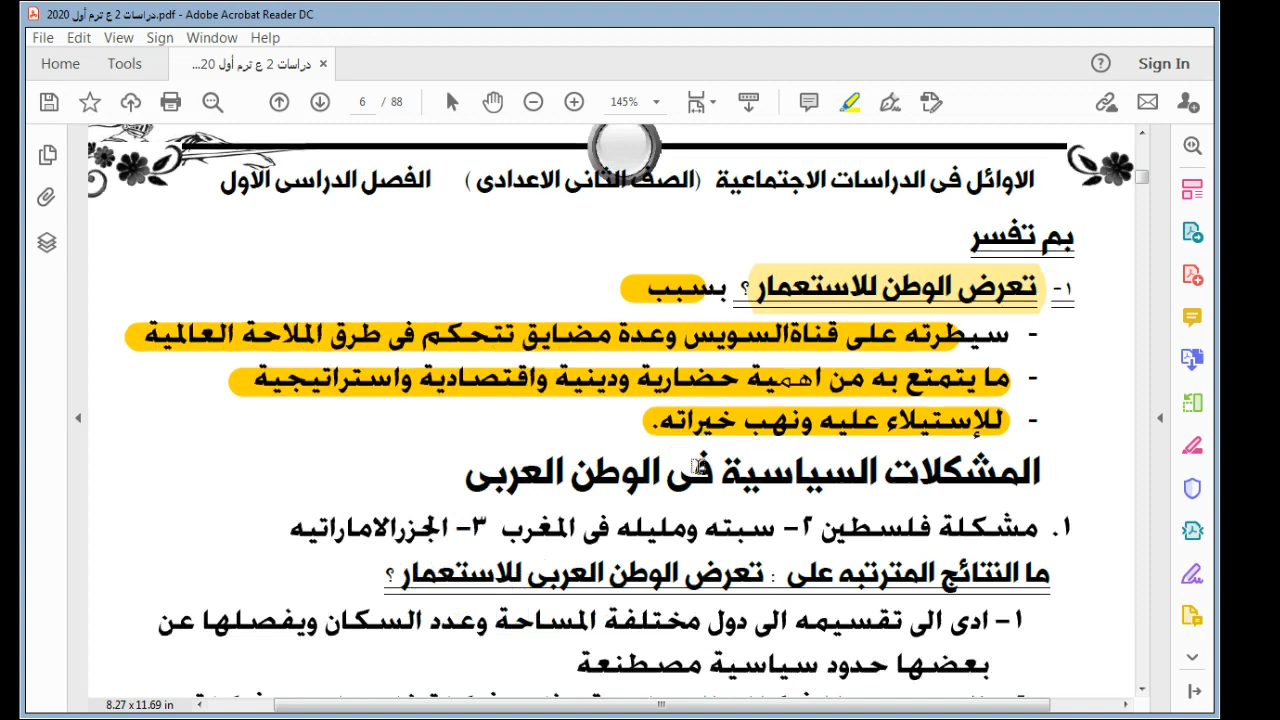 دراسات 2 ع ترم أول 2020.pdf - Adobe Acrobat Reader DC
File Edit View Sign Window Help
Home Tools دراسات 2 ع ترم أول 20... × Sign In
6 / 88 145%
الاوائل فى الدراسات الاجتماعية (الصف الثانى الاعدادى ) الفصل الدراسى الاول
بم تفسر
١- تعرض الوطن للاستعمار ؟ بسبب
- سيطرته على قناةالسويس وعدة مضايق تتحكم فى طرق الملاحة العالمية
- ما يتمتع به من اهمية حضارية ودينية واقتصادية واستراتيجية
- للإستيلاء عليه ونهب خيراته.
المشكلات السياسية فى الوطن العربى
١. مشكلة فلسطين ٢- سبته ومليله فى المغرب ٣- الجزرالاماراتيه
ما النتائج المترتبه على : تعرض الوطن العربى للاستعمار ؟
١- ادى الى تقسيمه الى دول مختلفة المساحة وعدد السكان ويفصلها عن
بعضها حدود سياسية مصطنعة
8.27 x 11.69 in